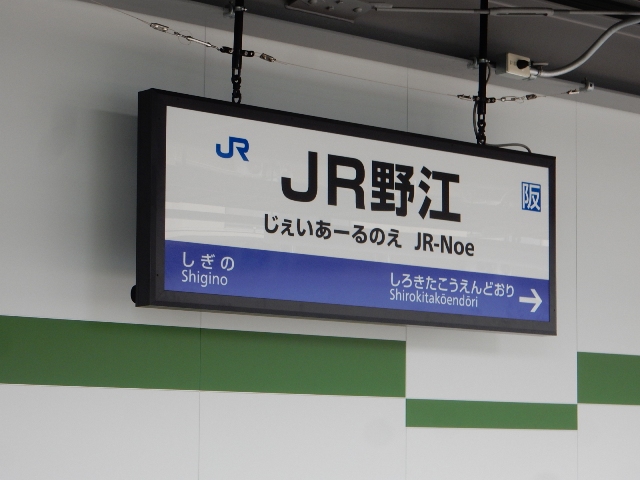 JR
JR野江
阪
じぇいあーるのえ JR-Noe
しぎの
Shigino
しろきたこうえんどおり
Shirokitakōendōri
→